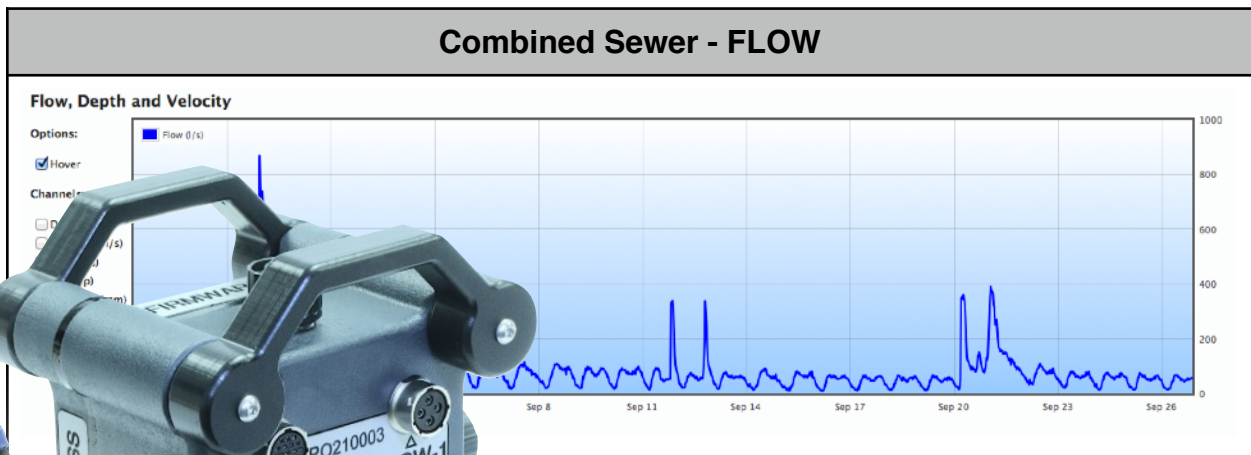 Combined Sewer - FLOW
Flow, Depth and Velocity
Options:
Flow (l/s)
Hover
1000
800
600
400
200
0
Sep 8
Sep 11
Sep 14
Sep 17
Sep 20
Sep 23
Sep 26